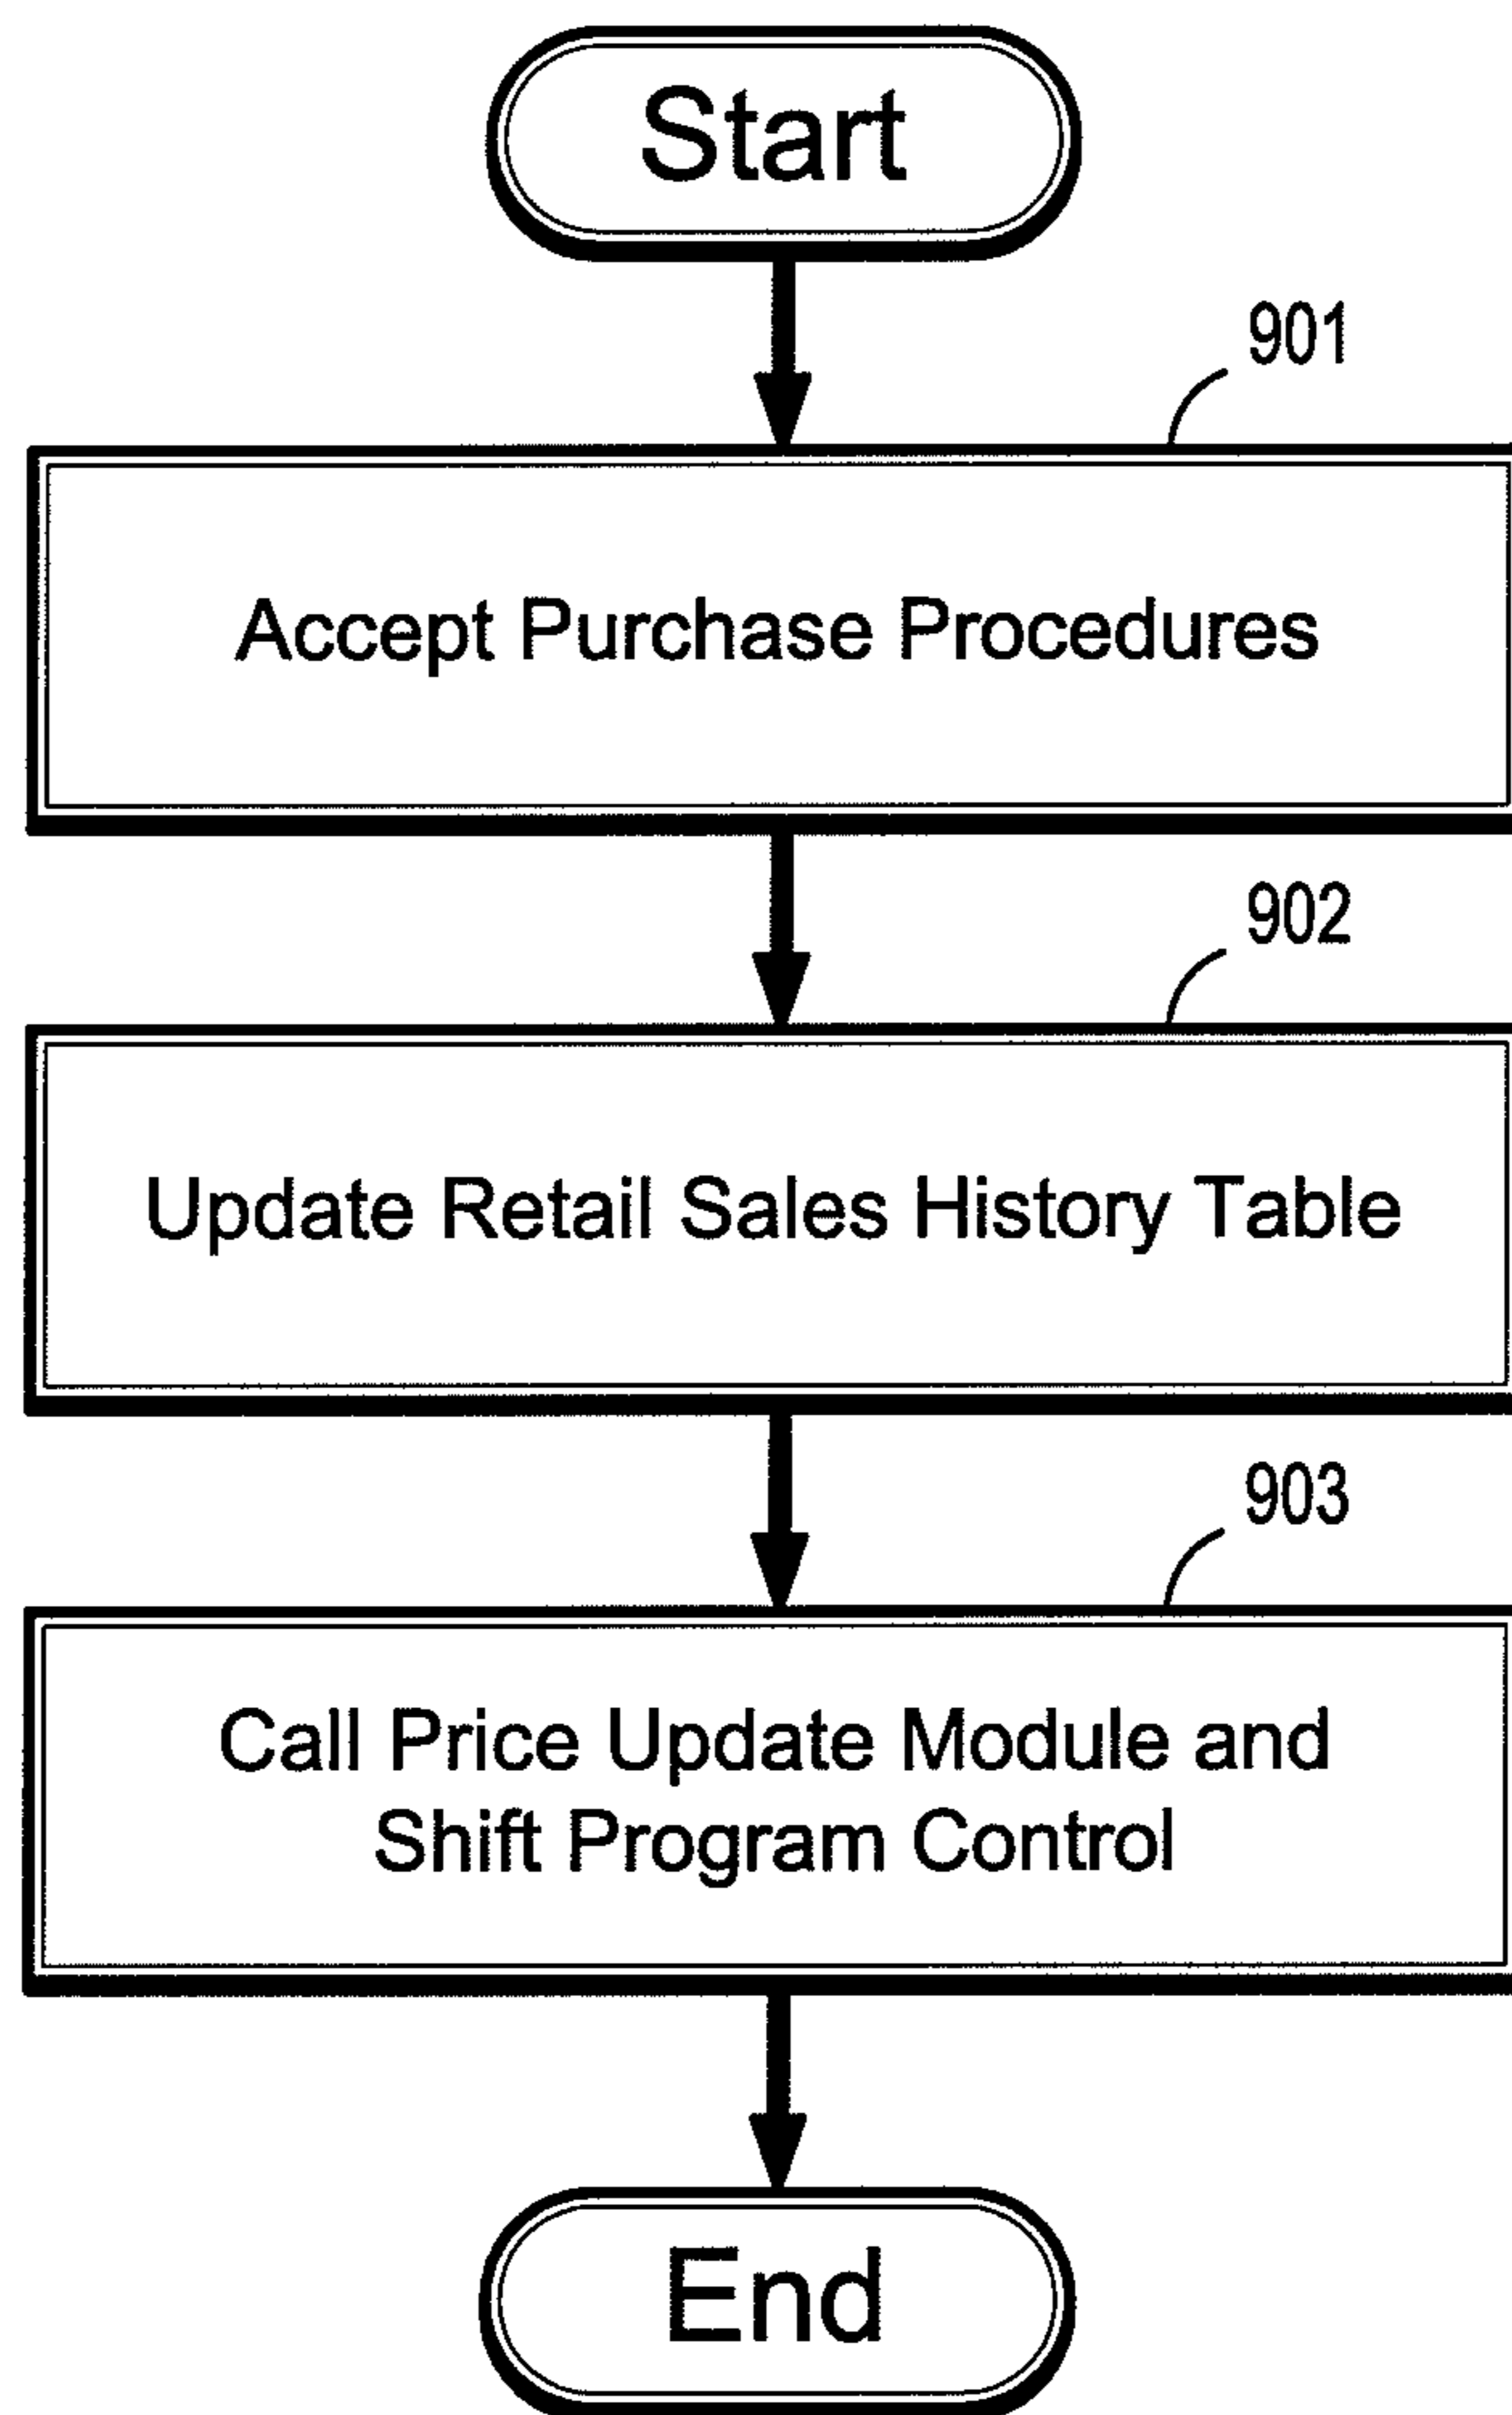 Start
901
Accept Purchase Procedures
902
Update Retail Sales History Table
903
Call Price Update Module and
Shift Program Control
End